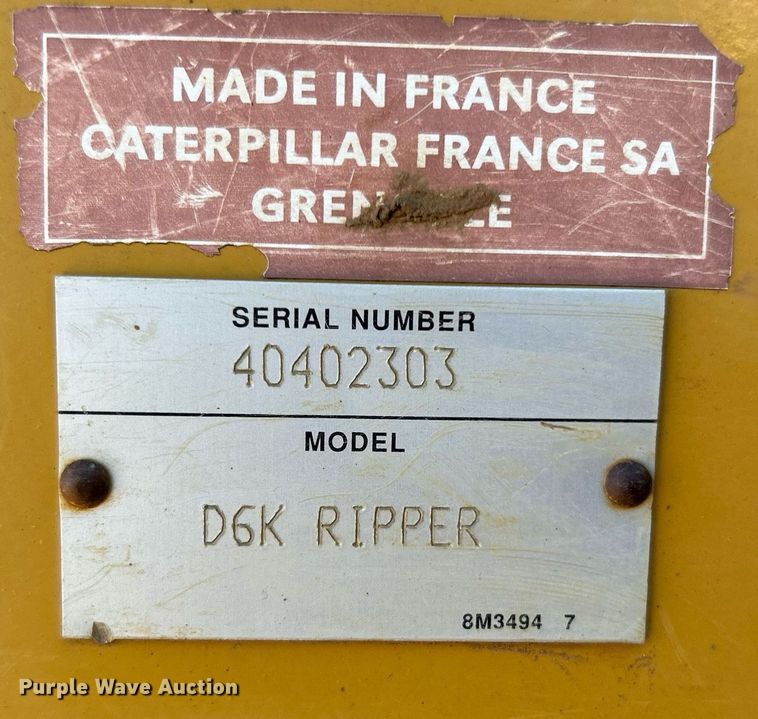 MADE IN FRANCE
CATERPILLAR FRANCE SA
SERIAL NUMBER
40402303
MODEL
D6K RIPPER
8M3494 7
Purple Wave Auction